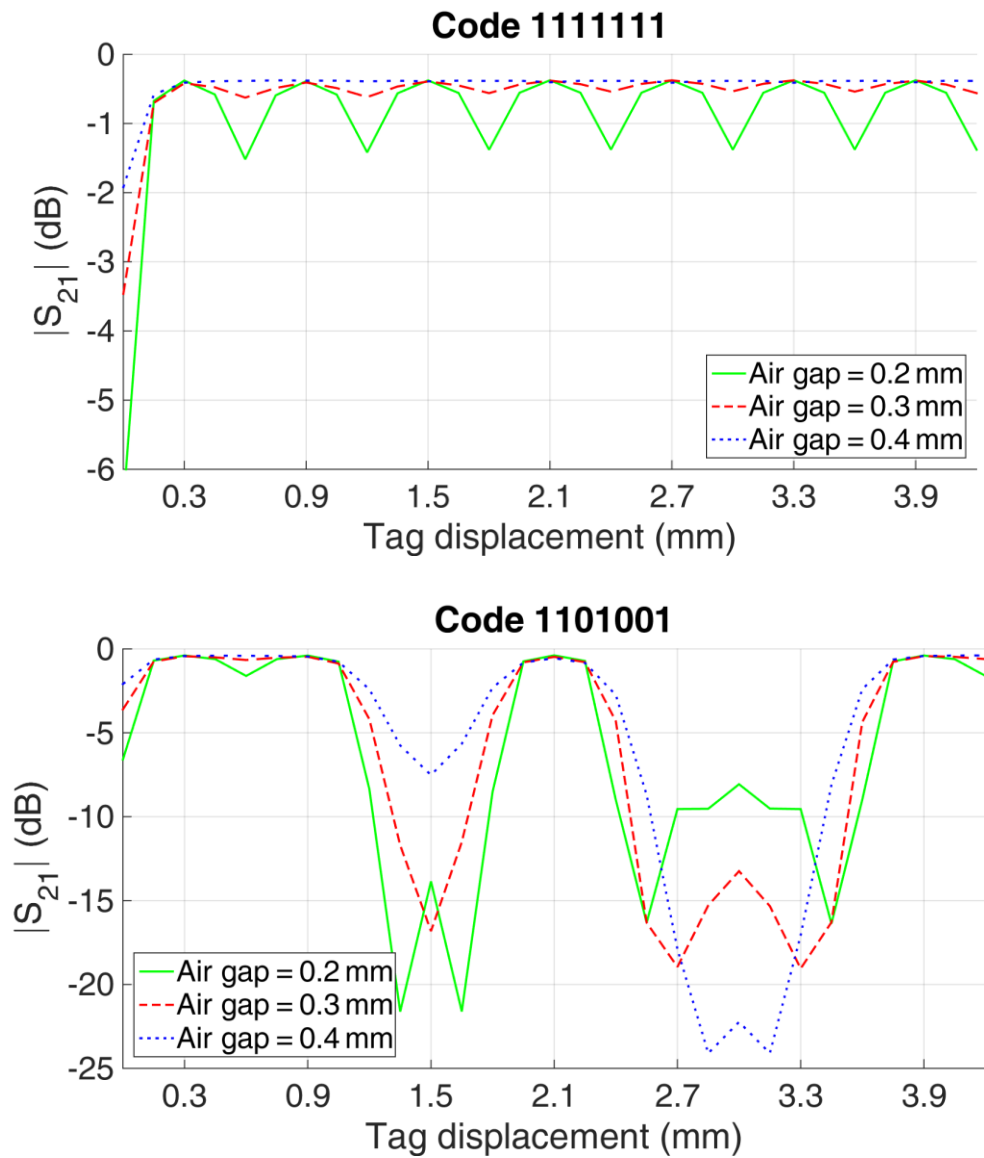 Code 1111111
0
-1
-2
-3
-4
-5
-6
|S21| (dB)
Air gap = 0.2 mm
Air gap = 0.3 mm
Air gap = 0.4 mm
0.3 0.9 1.5 2.1 2.7 3.3 3.9
Tag displacement (mm)
Code 1101001
0
-5
-10
-15
-20
-25
|S21| (dB)
Air gap = 0.2 mm
Air gap = 0.3 mm
Air gap = 0.4 mm
0.3 0.9 1.5 2.1 2.7 3.3 3.9
Tag displacement (mm)